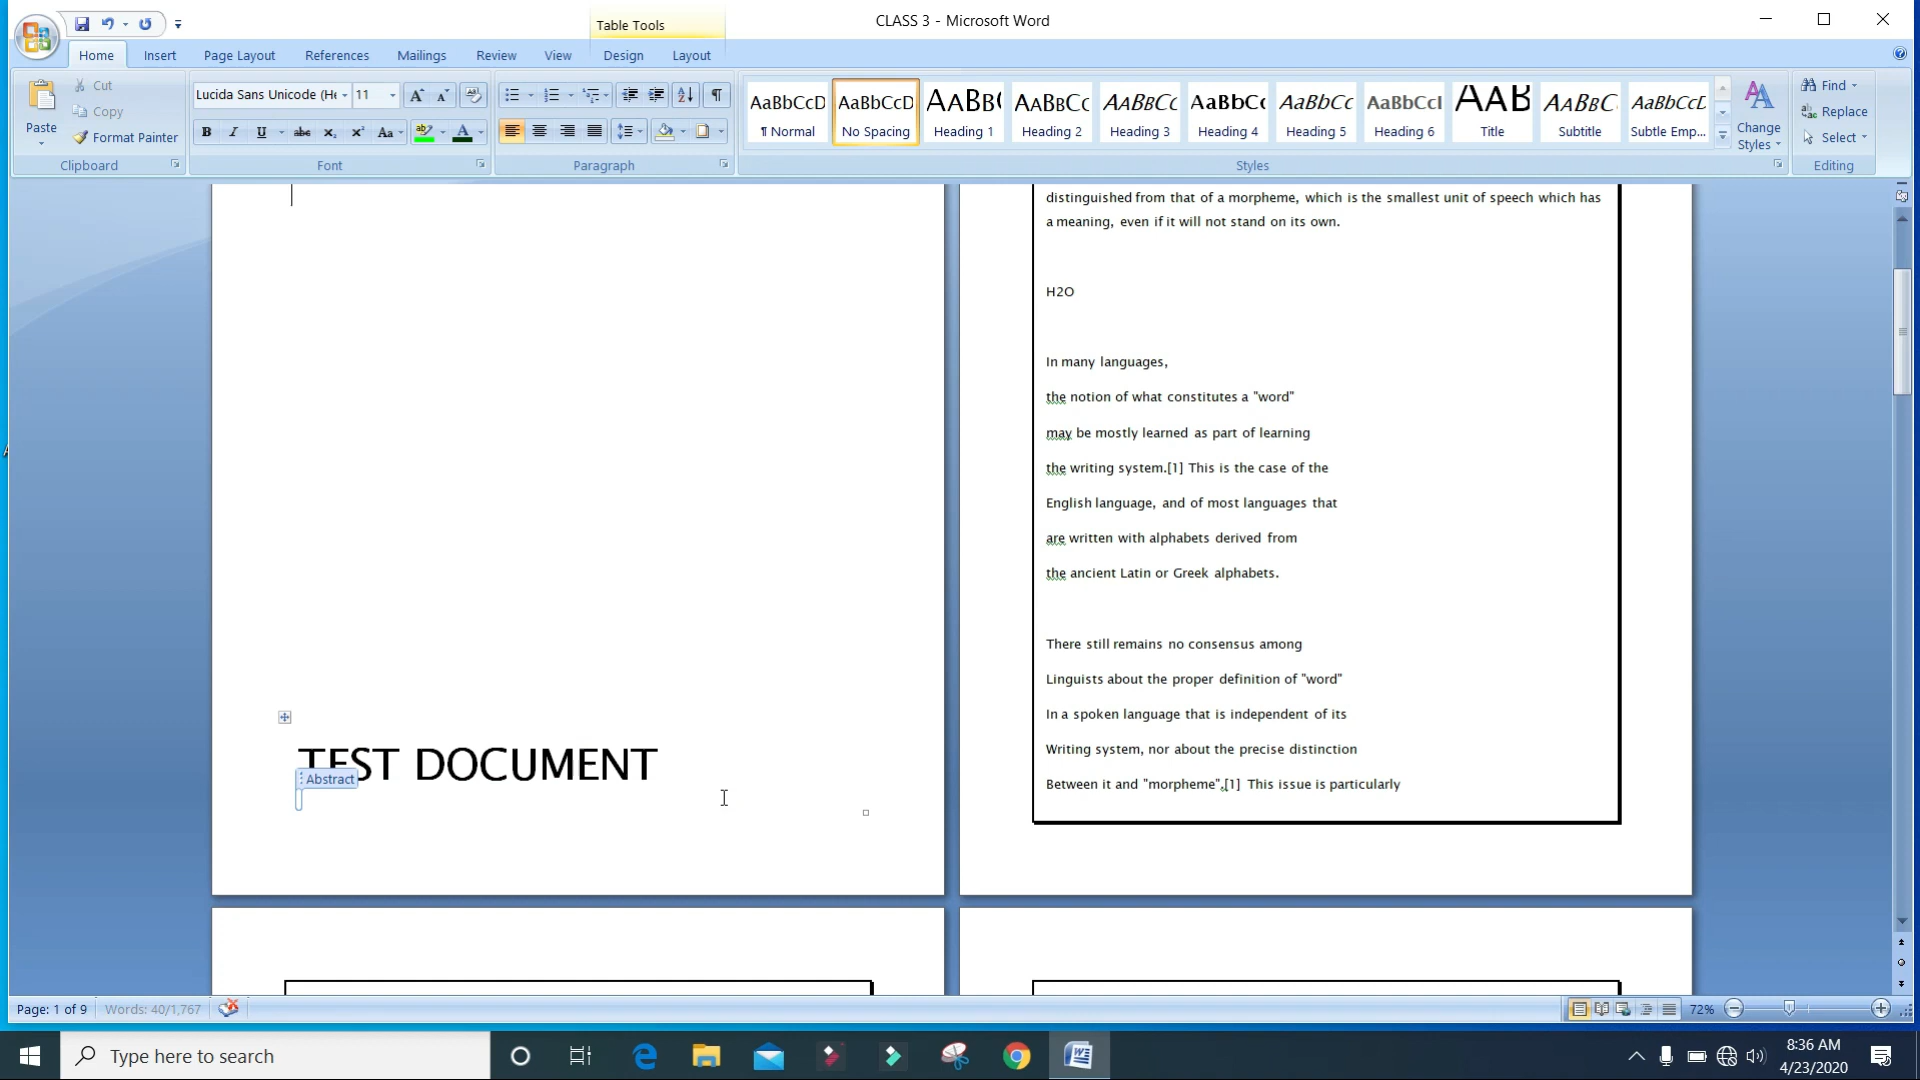 Table Tools
CLASS 3 - Microsoft Word
Home Insert Page Layout References Mailings Review View Design Layout
Paste
Cut
Copy
Format Painter
Clipboard
Lucida Sans Unicode (He 11
Font
Paragraph
AaBbCcD AaBbCcD AABBC AABBCC AABBCC AABBCC AABBCC AABBCCI AAB AABBC AaBbCcD
¶ Normal No Spacing Heading 1 Heading 2 Heading 3 Heading 4 Heading 5 Heading 6 Title Subtitle Subtle Emp...
Styles
Change
Styles
Find
Replace
Select
Editing
TEST DOCUMENT
Abstract
distinguished from that of a morpheme, which is the smallest unit of speech which has
a meaning, even if it will not stand on its own.
H2O
In many languages,
the notion of what constitutes a "word"
may be mostly learned as part of learning
the writing system.[1] This is the case of the
English language, and of most languages that
are written with alphabets derived from
the ancient Latin or Greek alphabets.
There still remains no consensus among
Linguists about the proper definition of "word"
In a spoken language that is independent of its
Writing system, nor about the precise distinction
Between it and "morpheme",[1] This issue is particularly
Page: 1 of 9 Words: 40/1,767
72%
Type here to search
8:36 AM
4/23/2020